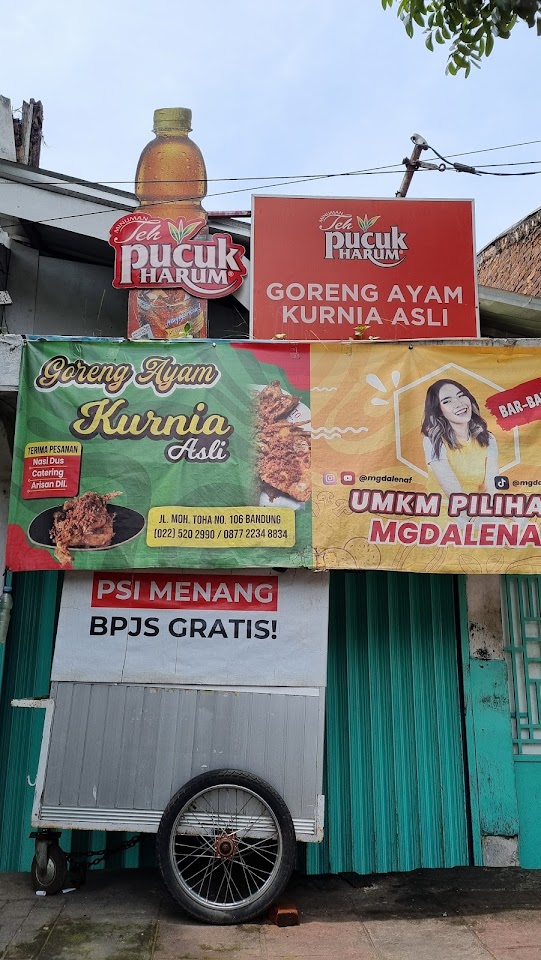 MINUMAN
Teh
pucuk
HARUM
MINUMAN
Teh
pucuk
HARUM
GORENG AYAM
KURNIA ASLI
Goreng Ayam
Kurnia
Asli
TERIMA PESANAN
Nasi Dus
Catering
Arisan Dll.
JL. MOH. TOHA NO. 106 BANDUNG
(022) 520 2990 / 0877 2234 8834
BAR-BA
@mgdalenaf
@mgda
UMKM PILIHA
MGDALENA
PSI MENANG
BPJS GRATIS!